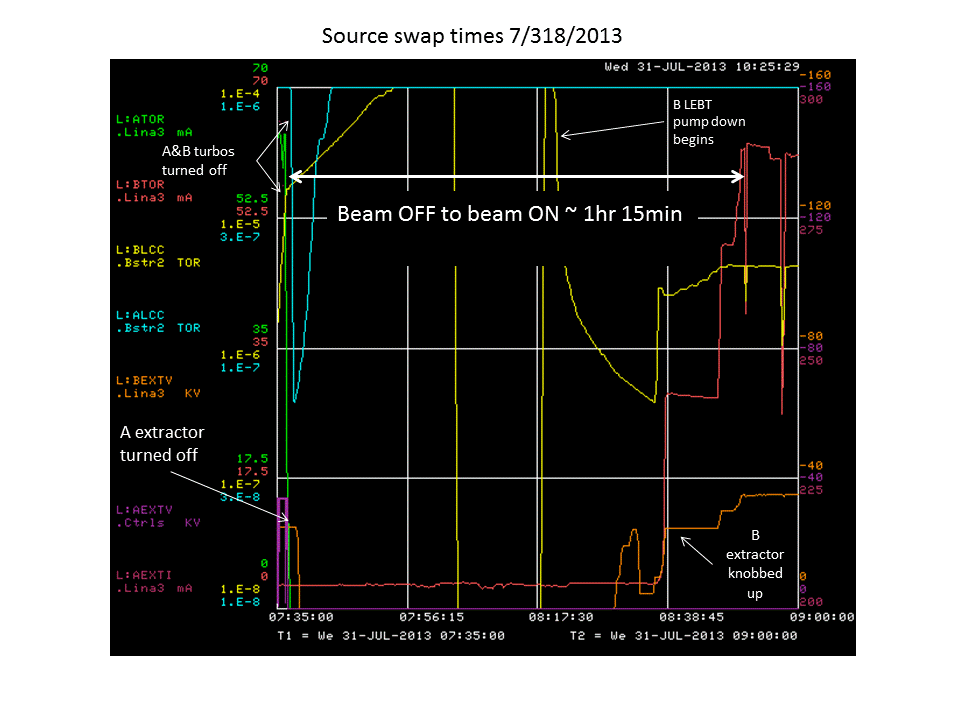 Source swap times 7/318/2013
Wed 31-JUL-2013 10:25:29
70
70
1.E-4
1.E-6
-160
-160
300
L:ATOR
.Lina3 mA
A&B turbos
turned off
B LEBT
pump down
begins
L:BTOR
.Lina3 mA
52.5
52.5
1.E-5
3.E-7
-120
-120
275
Beam OFF to beam ON ~ 1hr 15min
L:BLCC
.Bstr2 TOR
L:ALCC
.Bstr2 TOR
35
35
1.E-6
1.E-7
-80
-80
250
L:BEXTV
.Lina3 KV
A extractor
turned off
17.5
17.5
1.E-7
3.E-8
-40
-40
225
L:AEXTV
.Ctrls KV
B
extractor
knobbed
up
L:AEXTI
.Lina3 mA
0
0
1.E-8
1.E-8
0
0
200
07:35:00 07:56:15 08:17:30 08:38:45 09:00:00
T1 = We 31-JUL-2013 07:35:00 T2 = We 31-JUL-2013 09:00:00